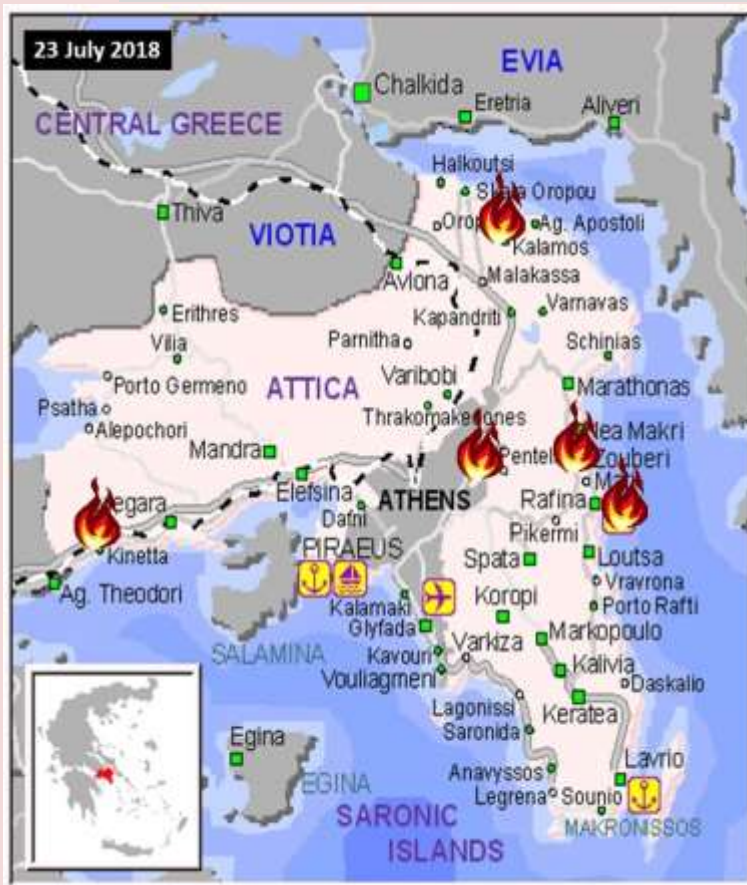 23 July 2018
EVIA
Chalkida
Eretria
Aliveri
CENTRAL GREECE
Halkoutsi
Skala Oropou
Thiva
Ag. Apostoli
VIOTIA
Kalamos
Avlona
Malakassa
Erithres
Kapandriti
Varnavas
Vilia
Parnitha
Schinias
Porto Germeno
ATTICA
Varibobi
Marathonas
Psatha
Thrakomakedones
Alepochori
Nea Makri
Mandra
Zouberi
Elefsina
ATHENS
Rafina
Dafni
Pikermi
Kinetta
PIRAEUS
Spata
Loutsa
Ag. Theodori
Vravrona
Kalamaki
Koropi
Porto Rafti
Glyfada
Markopoulo
SALAMINA
Kavouri
Varkiza
Kalivia
Vouliagmeni
Daskalio
Lagonissi
Keratea
Saronida
Egina
Lavrio
EGINA
Anavyssos
Legrena
Sounio
SARONIC
ISLANDS
MAKRONISSOS